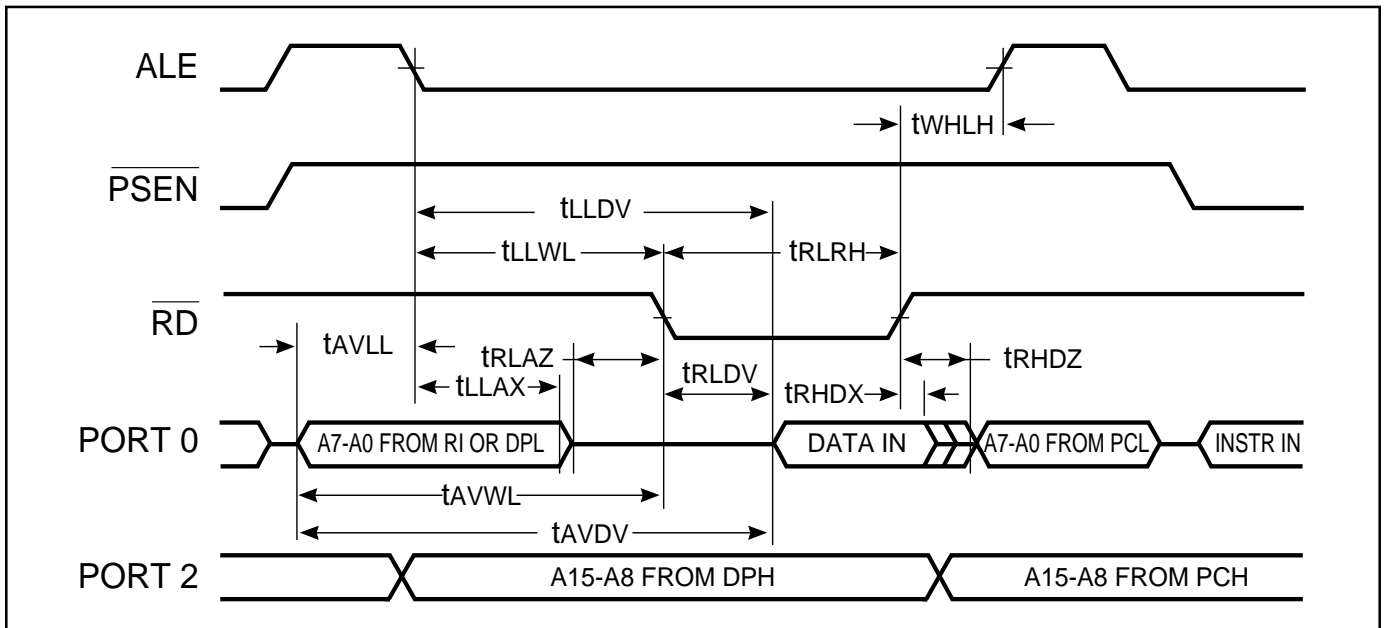 ALE
tWHLH
PSEN
tLLDV
tLLWL
tRLRH
RD
tAVLL
tRLAZ
tLLAX
tRLDV
tRHDX
tRHDZ
PORT 0
A7-A0 FROM RI OR DPL
DATA IN
A7-A0 FROM PCL
INSTR IN
tAVWL
tAVDV
PORT 2
A15-A8 FROM DPH
A15-A8 FROM PCH